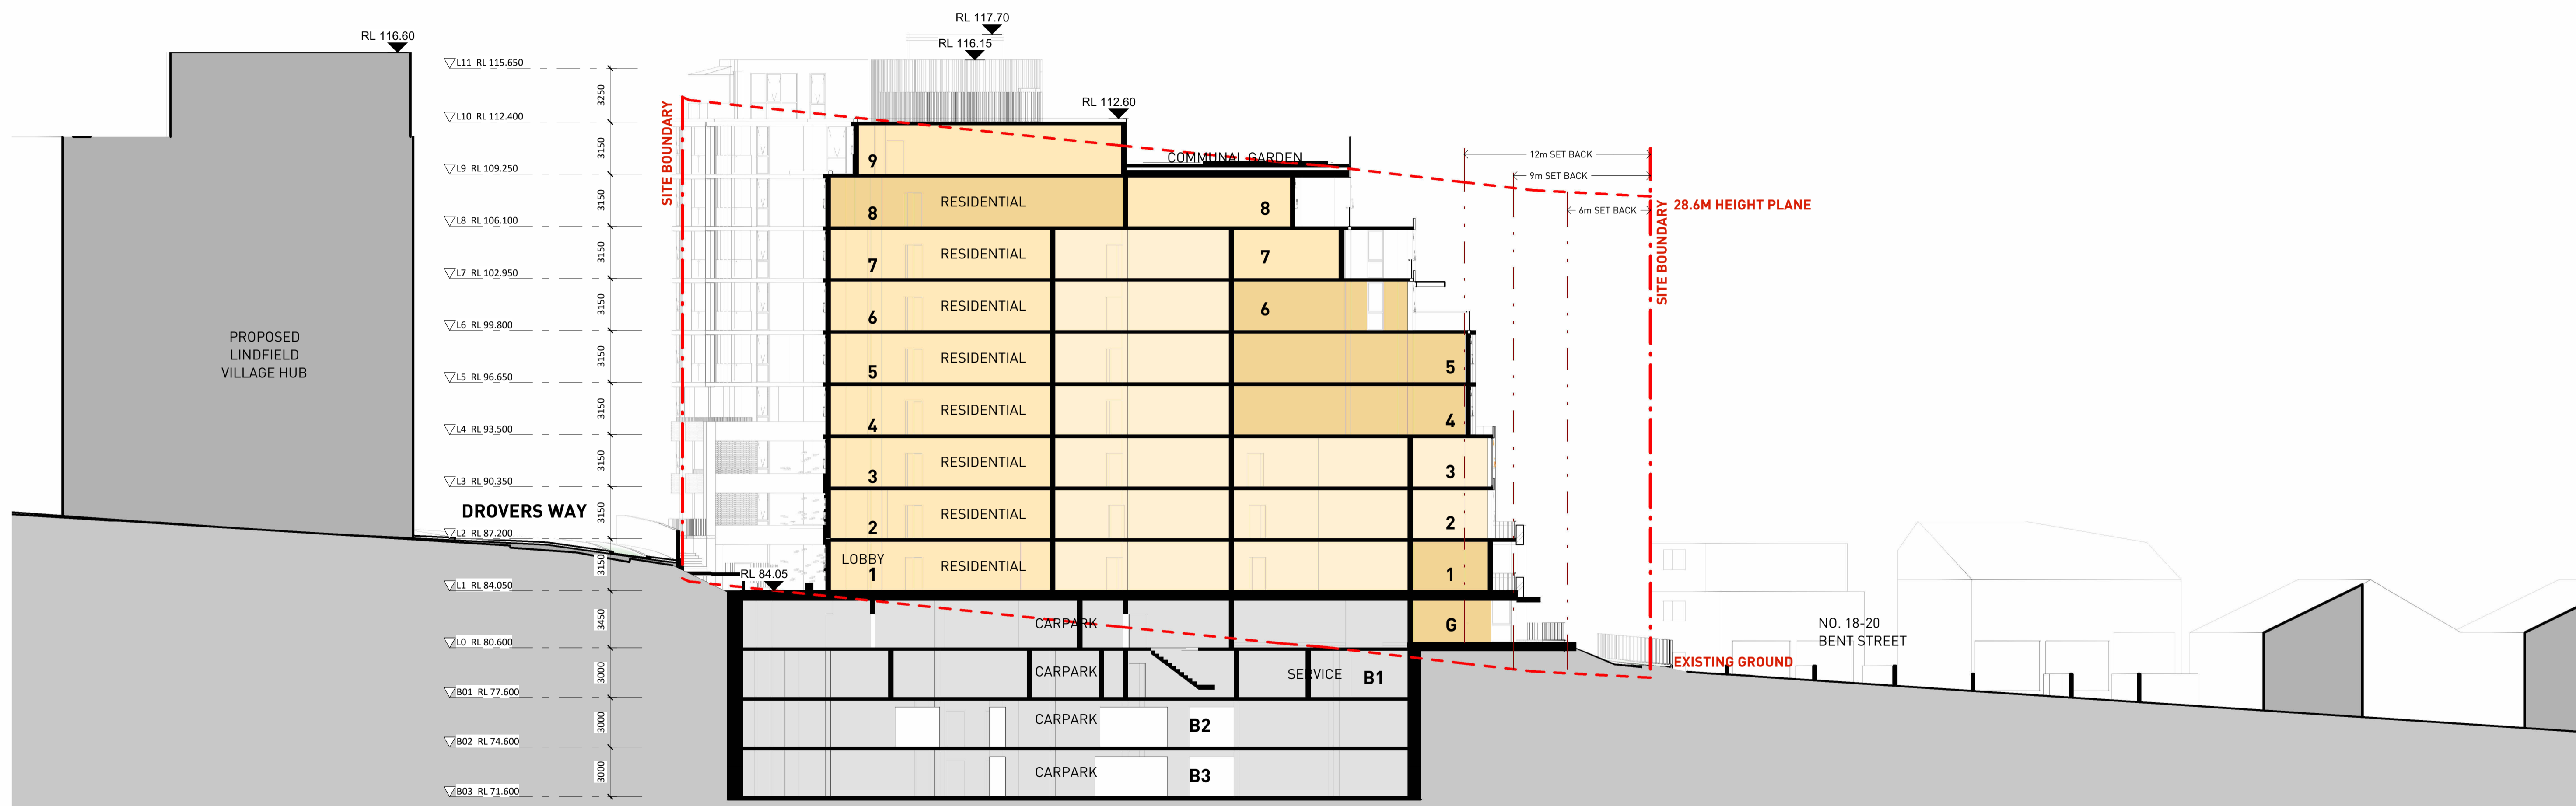 RL 117.70
RL 116.60
RL 116.15
L11 RL 115.650
3250
SITE BOUNDARY
RL 112.60
L10 RL 112.400
3150
9
COMMUNAL GARDEN
12m SET BACK
L9 RL 109.250
9m SET BACK
3150
8
RESIDENTIAL
8
6m SET BACK
28.6M HEIGHT PLANE
SITE BOUNDARY
L8 RL 106.100
3150
7
RESIDENTIAL
7
L7 RL 102.950
3150
6
RESIDENTIAL
6
L6 RL 99.800
PROPOSED
LINDFIELD
VILLAGE HUB
3150
5
RESIDENTIAL
5
L5 RL 96.650
3150
4
RESIDENTIAL
4
L4 RL 93.500
3150
3
RESIDENTIAL
3
L3 RL 90.350
DROVERS WAY
3150
2
RESIDENTIAL
2
L2 RL 87.200
3150
LOBBY
1
RESIDENTIAL
1
RL 84.05
L1 RL 84.050
3450
CARPARK
G
NO. 18-20
BENT STREET
L0 RL 80.600
EXISTING GROUND
3000
CARPARK
SERVICE
B1
B01 RL 77.600
3000
CARPARK
B2
B02 RL 74.600
3000
CARPARK
B3
B03 RL 71.600